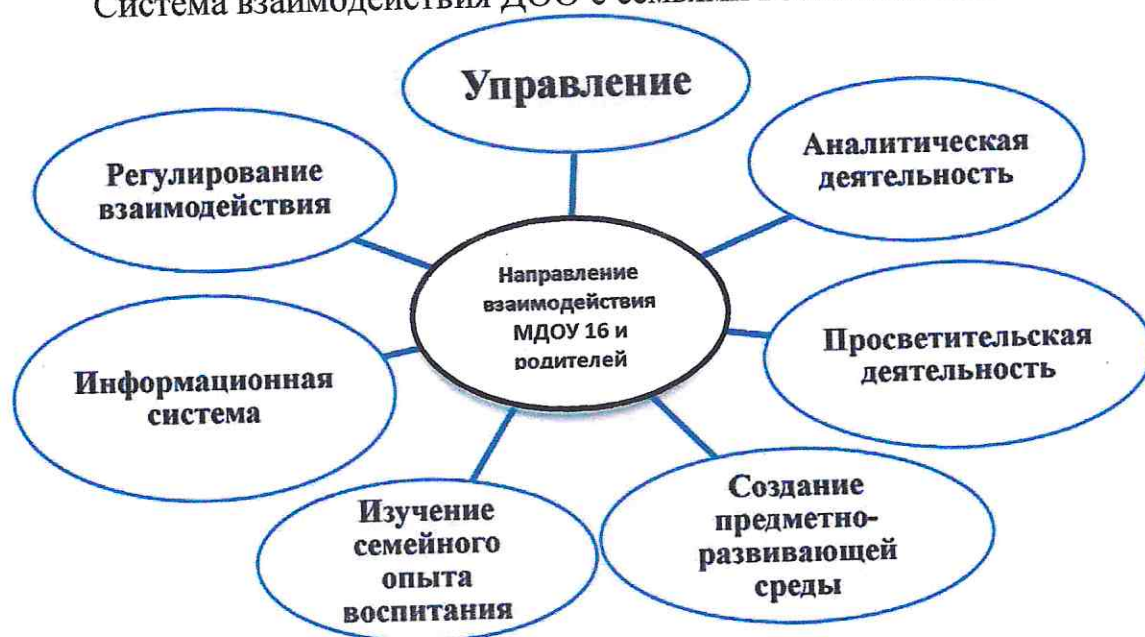 Система взаимодействия ДОО с семьями
Управление
Аналитическая
деятельность
Регулирование
взаимодействия
Направление
взаимодействия
МДОУ 16 и
родителей
Просветительская
деятельность
Информационная
система
Создание
предметно-
развивающей
среды
Изучение
семейного
опыта
воспитания